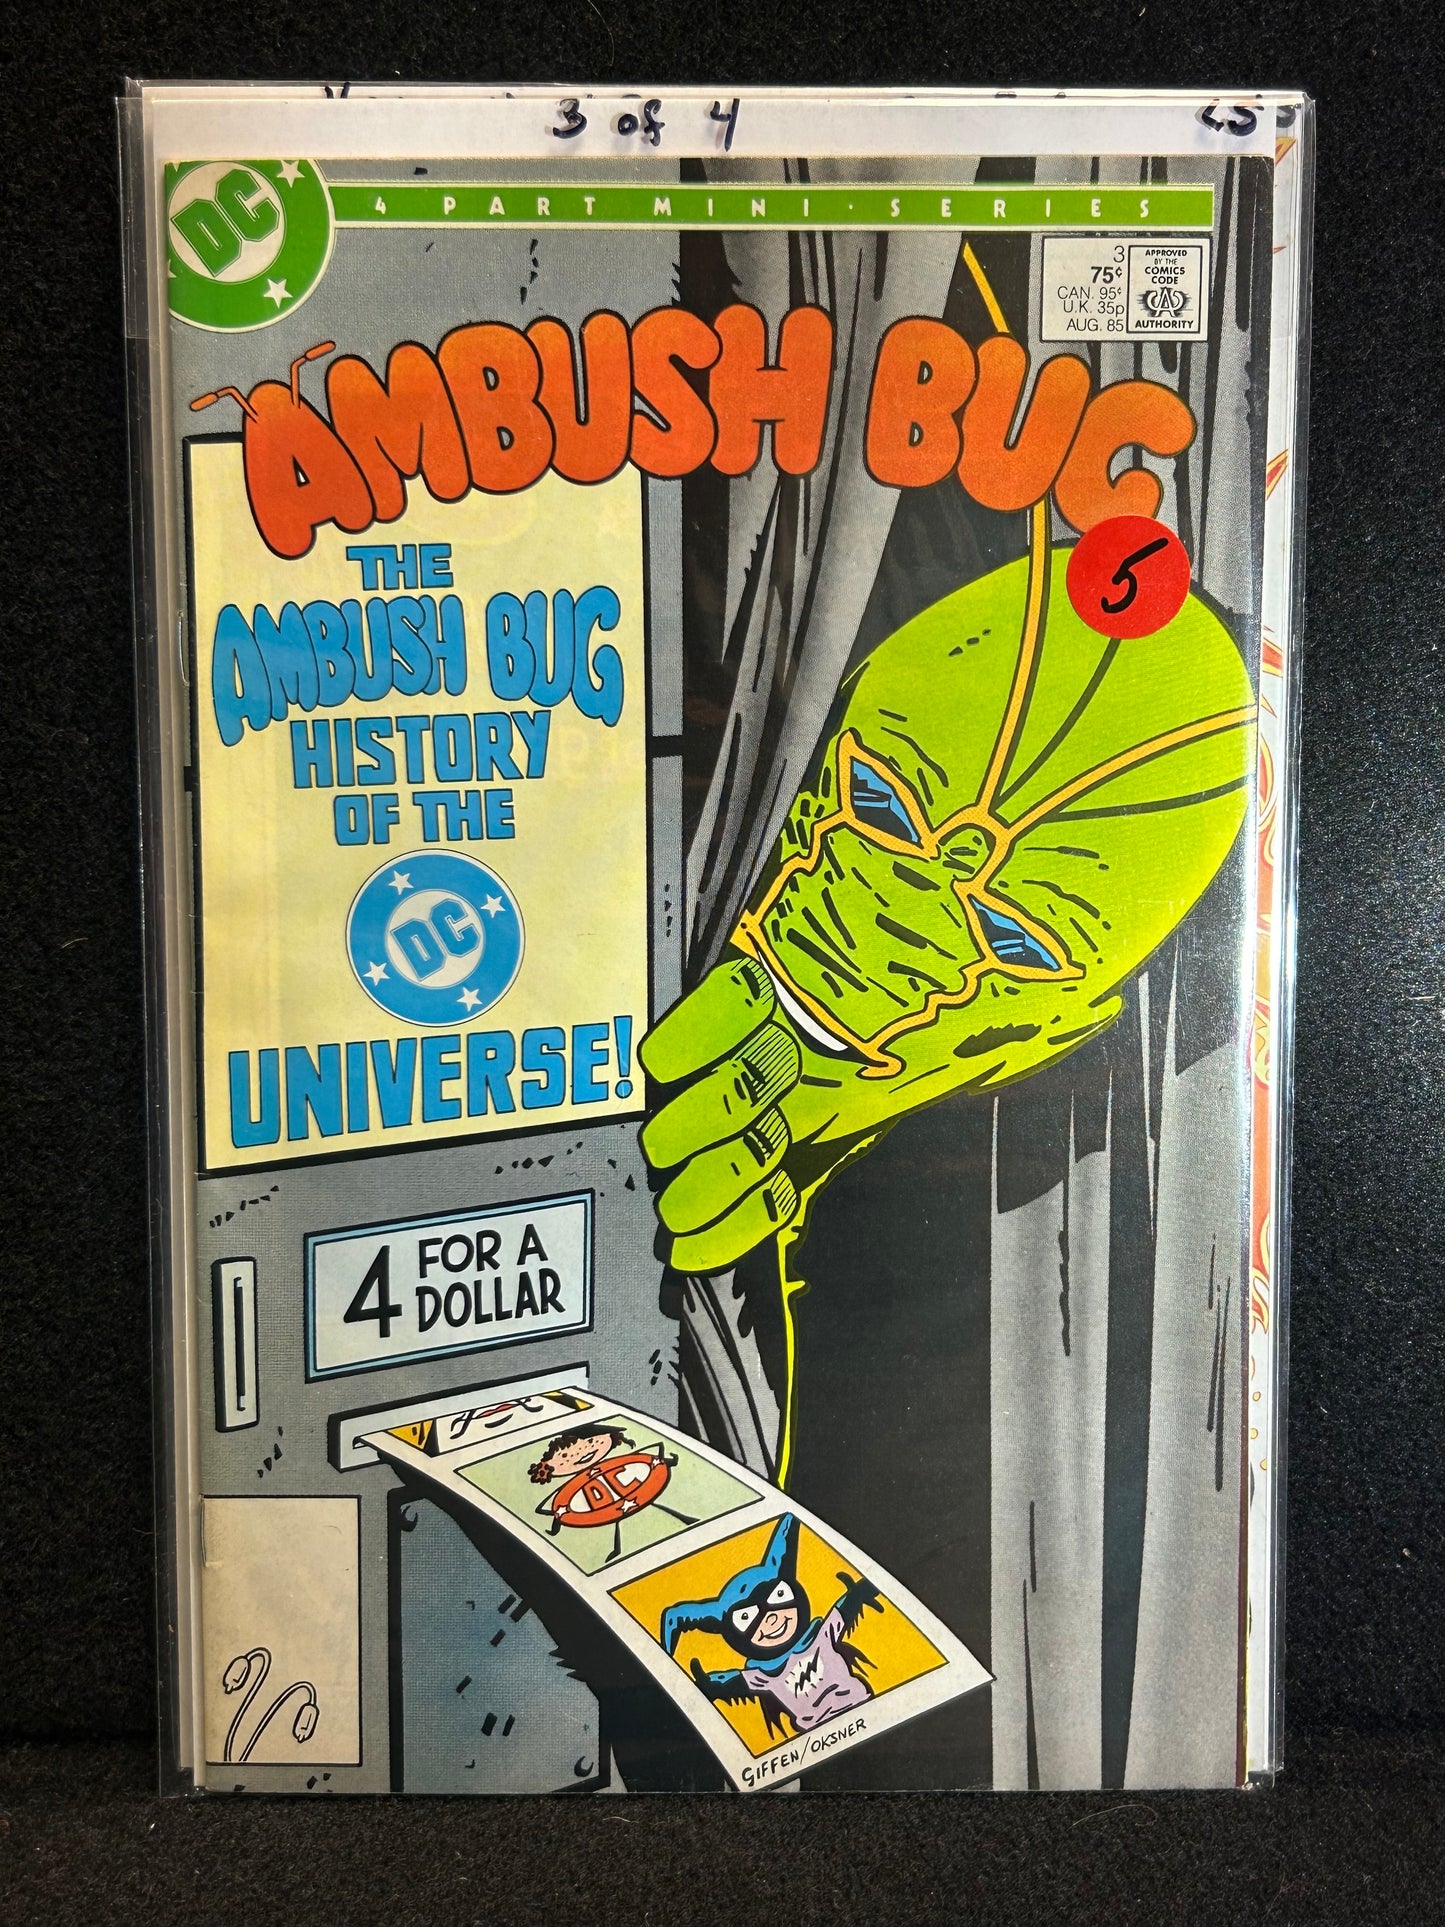 3 of 4
DC
4 PART MINI-SERIES
3
75¢
CAN. 95¢
U.K. 35p
AUG. 85
APPROVED
BY THE
COMICS
CODE
CA
AUTHORITY
AMBUSH BUG
5
THE
AMBUSH BUG
HISTORY
OF THE
DC
UNIVERSE!
4 FOR A
DOLLAR
DC
GIFFEN/OKSNER